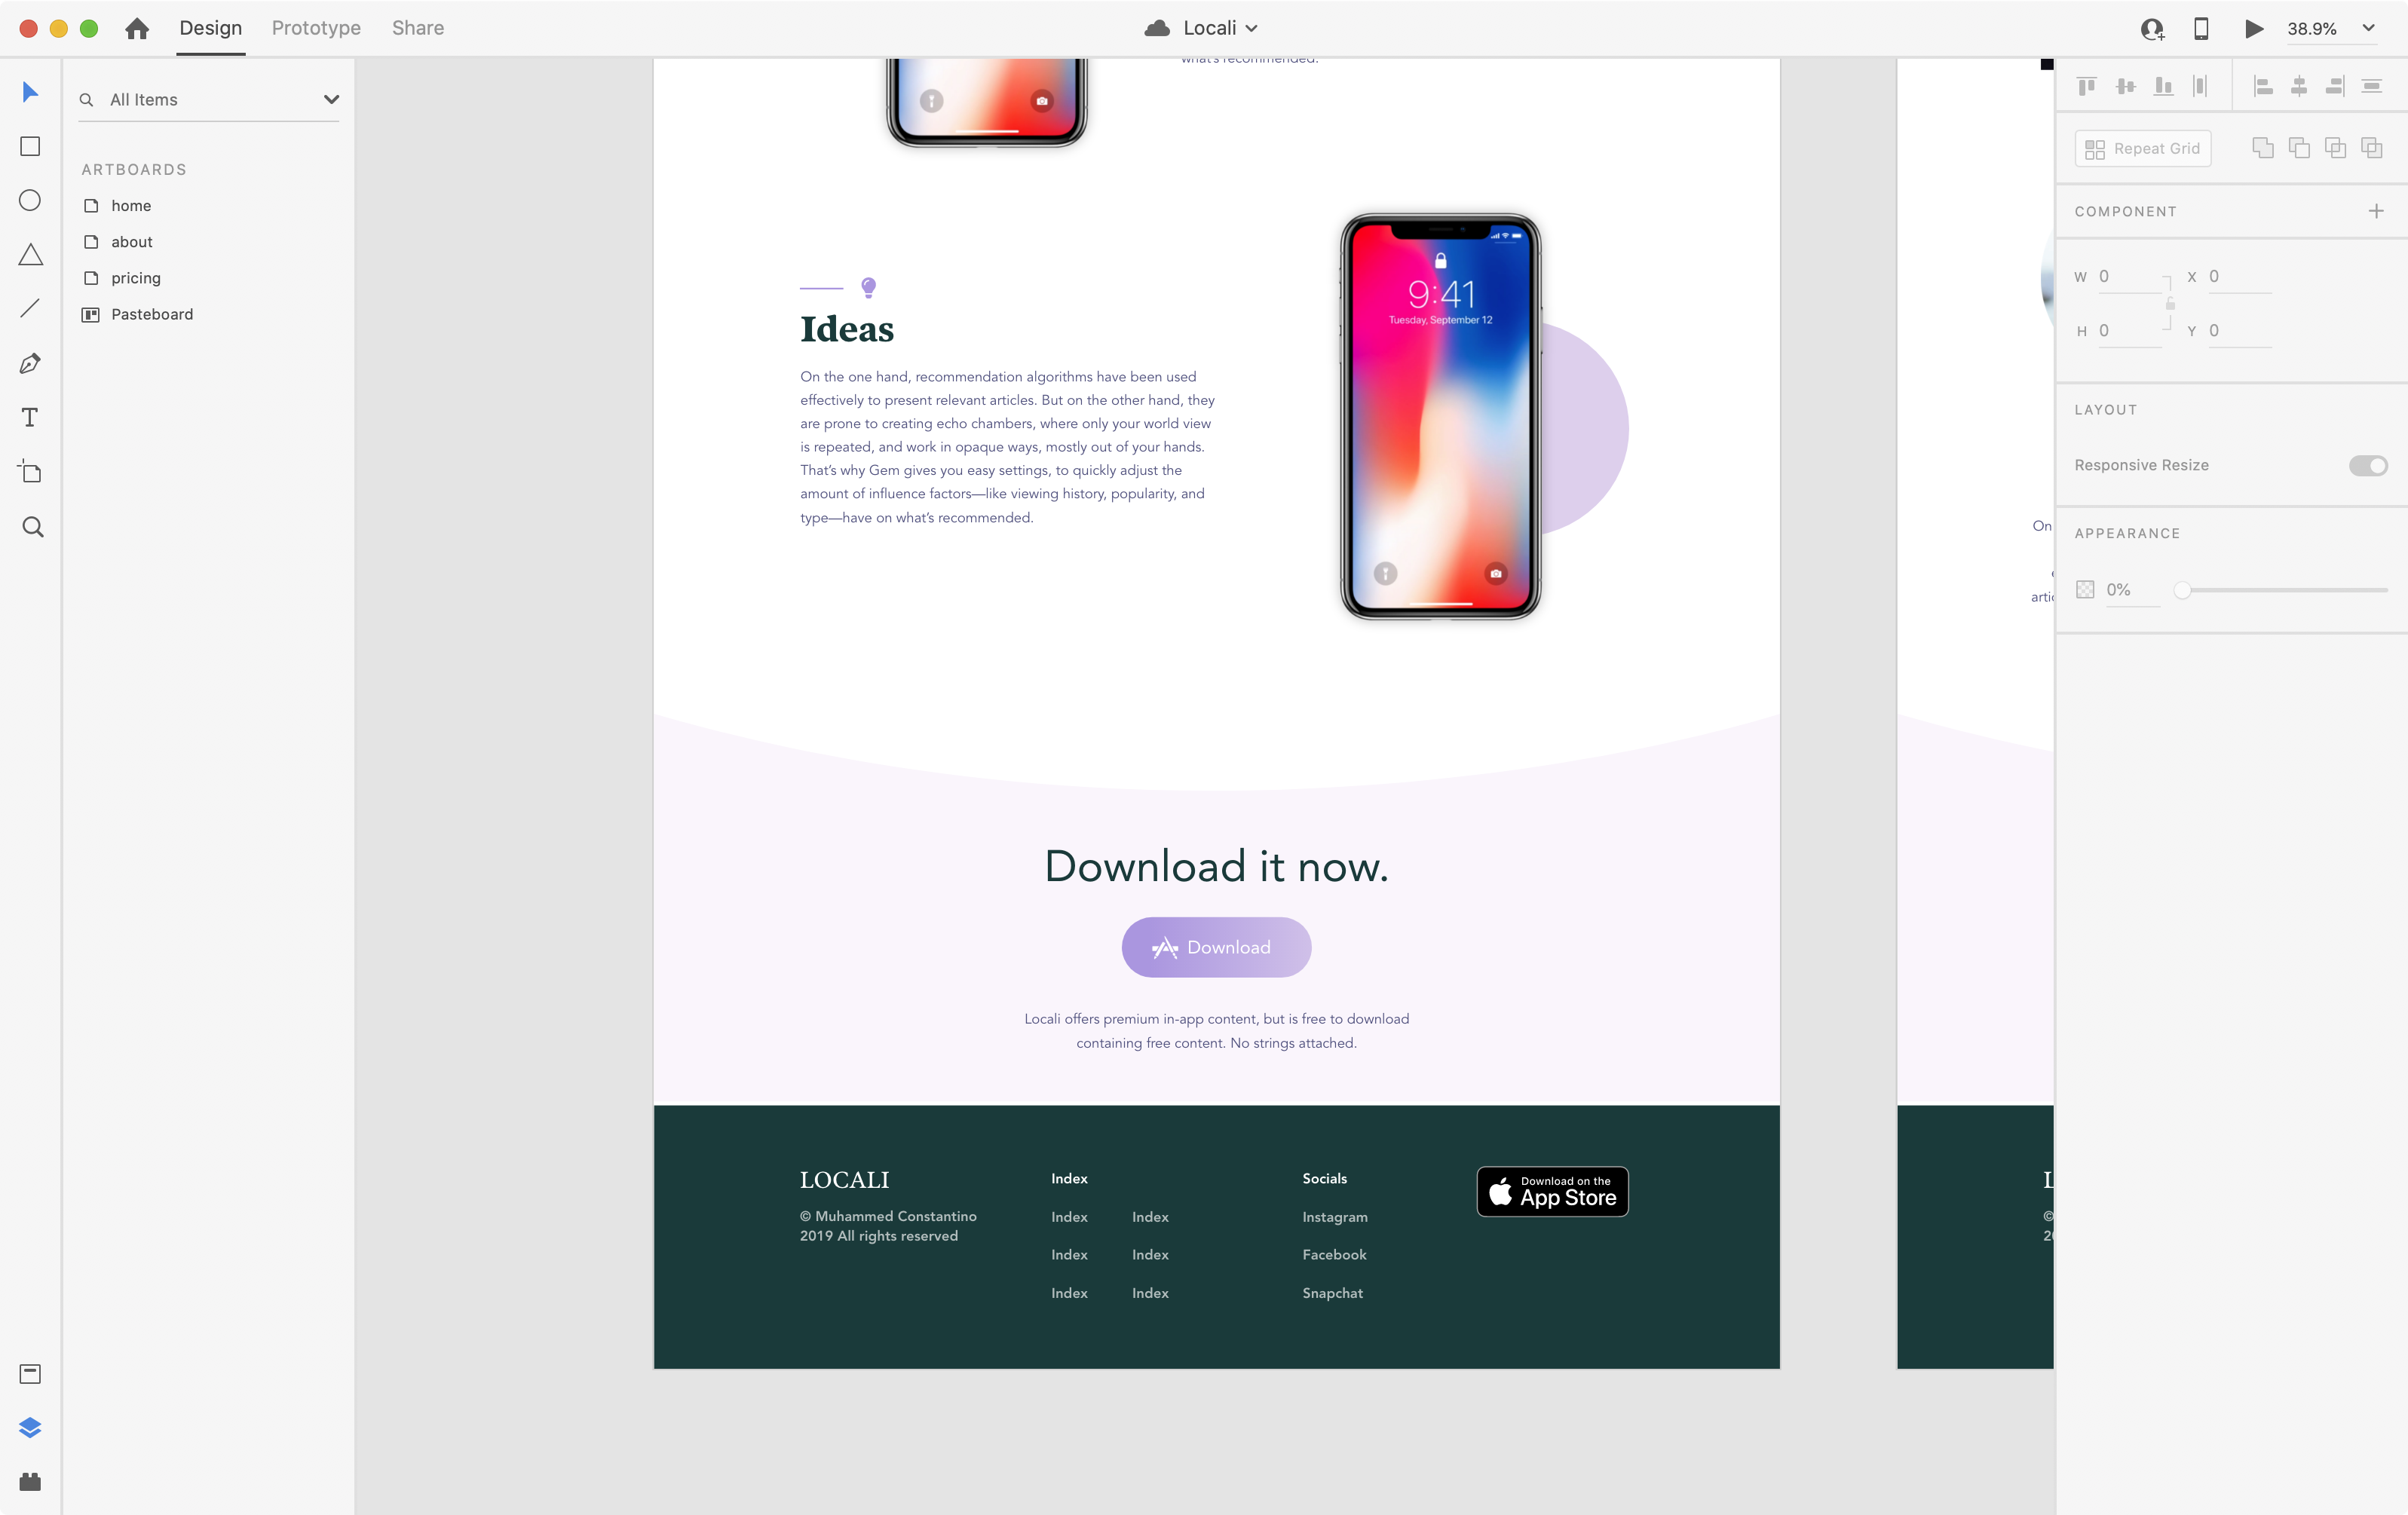 Design
Prototype
Share
Locali
38.9%
All Items
ARTBOARDS
home
about
pricing
Pasteboard
what's recommended.
9:41
Tuesday, September 12
Ideas
On the one hand, recommendation algorithms have been used
effectively to present relevant articles. But on the other hand, they
are prone to creating echo chambers, where only your world view
is repeated, and work in opaque ways, mostly out of your hands.
That’s why Gem gives you easy settings, to quickly adjust the
amount of influence factors—like viewing history, popularity, and
type—have on what’s recommended.
Download it now.
Download
Locali offers premium in-app content, but is free to download
containing free content. No strings attached.
LOCALI
© Muhammed Constantino
2019 All rights reserved
Index
Index Index
Index Index
Index Index
Socials
Instagram
Facebook
Snapchat
Download on the
App Store
On
Repeat Grid
COMPONENT
W 0 X 0
H 0 Y 0
LAYOUT
Responsive Resize
APPEARANCE
0%